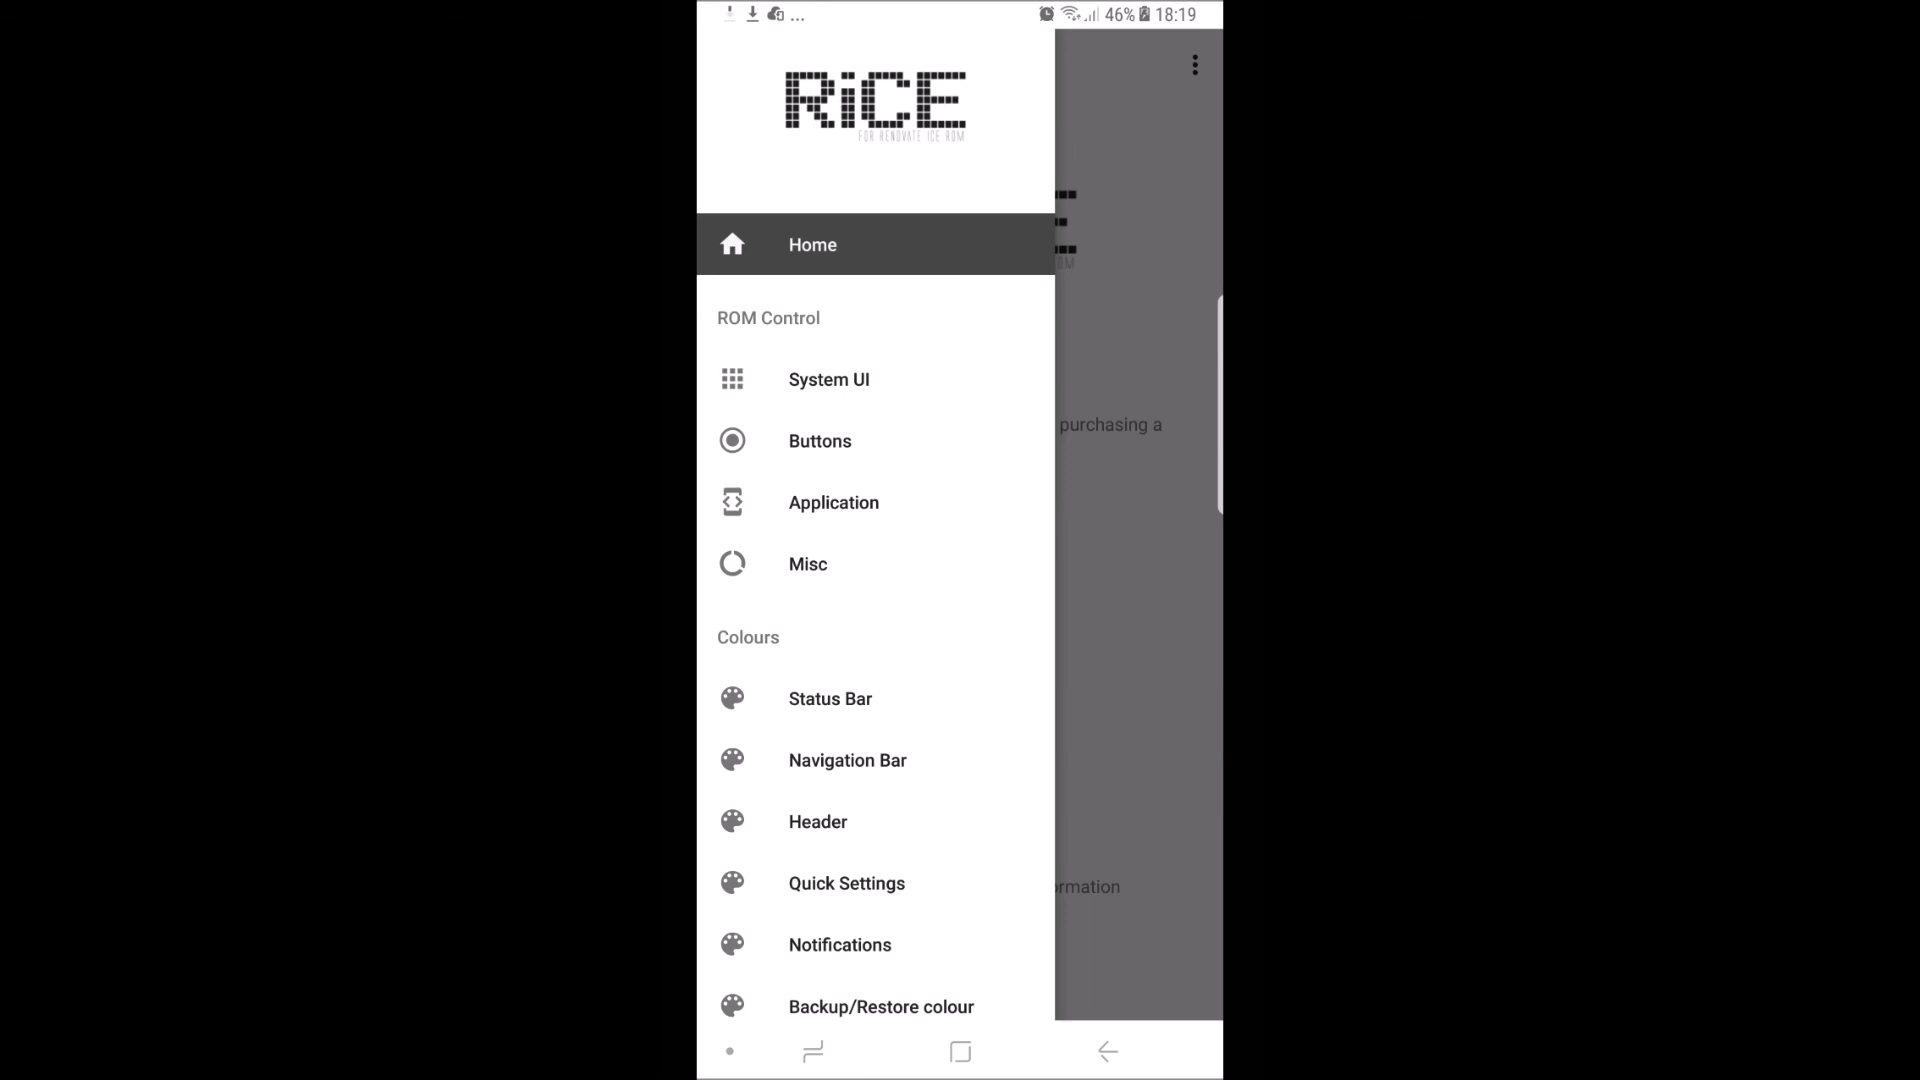 ... 46% 18:19
RiCE
FOR RENOVATE ICE ROM
Home
ROM Control
System UI
Buttons
Application
Misc
Colours
Status Bar
Navigation Bar
Header
Quick Settings
Notifications
Backup/Restore colour
E
purchasing a